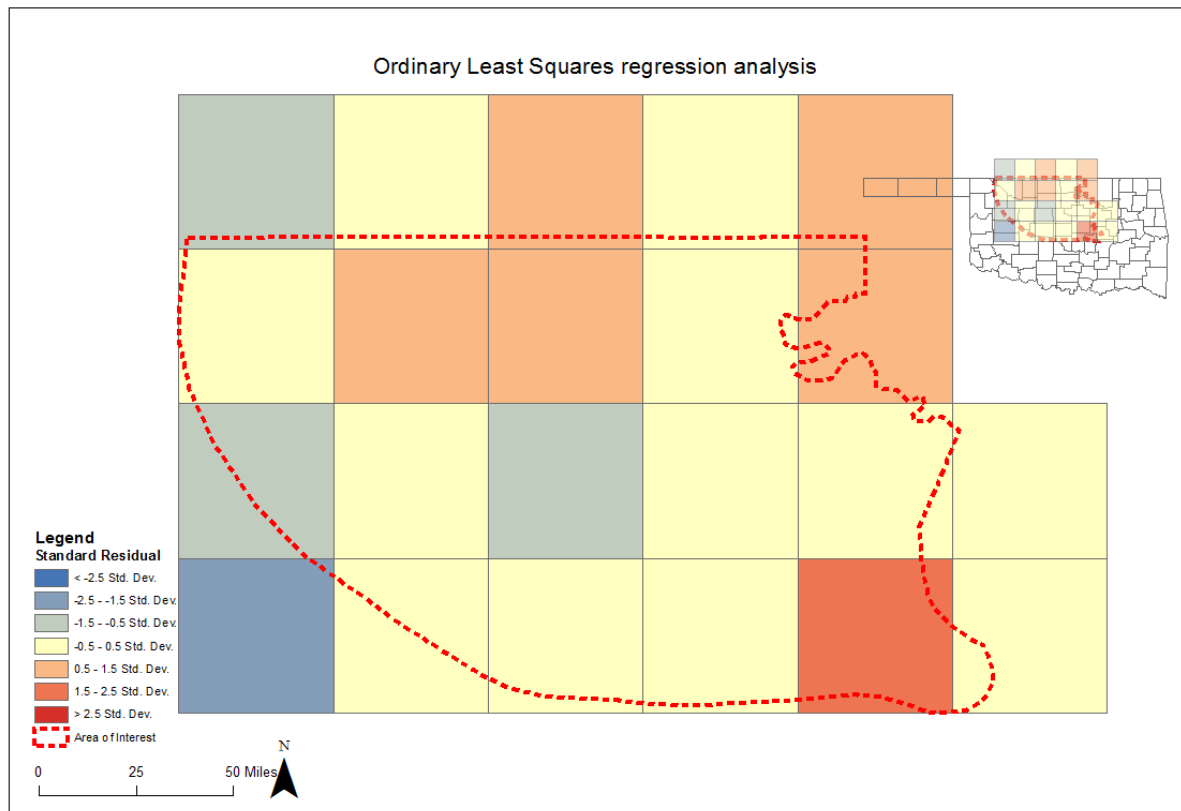 Ordinary Least Squares regression analysis
Legend
Standard Residual
< -2.5 Std. Dev.
-2.5 - -1.5 Std. Dev.
-1.5 - -0.5 Std. Dev.
-0.5 - 0.5 Std. Dev.
0.5 - 1.5 Std. Dev.
1.5 - 2.5 Std. Dev.
> 2.5 Std. Dev.
Area of Interest
N
0 25 50 Miles